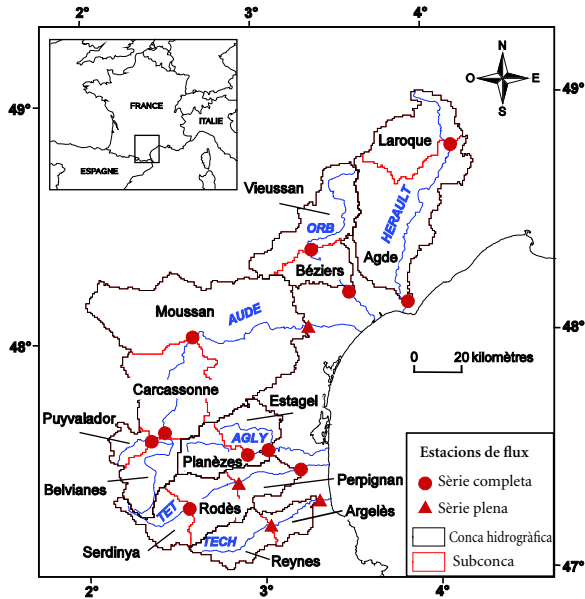 2°
3°
4°
49°
49°
FRANCE
ITALIE
ESPAGNE
N
O
E
S
Laroque
Vieussan
HERAULT
ORB
Béziers
Agde
Moussan
AUDE
48°
48°
0 20 kilomètres
Carcassonne
Estagel
Puyvalador
AGLY
Planèzes
Belvianes
Perpignan
TET
Rodès
Argelès
Serdinya
TECH
Reynes
Estacions de flux
Sèrie completa
Sèrie plena
Conca hidrogràfica
Subconca
47°
47°
2°
3°
4°